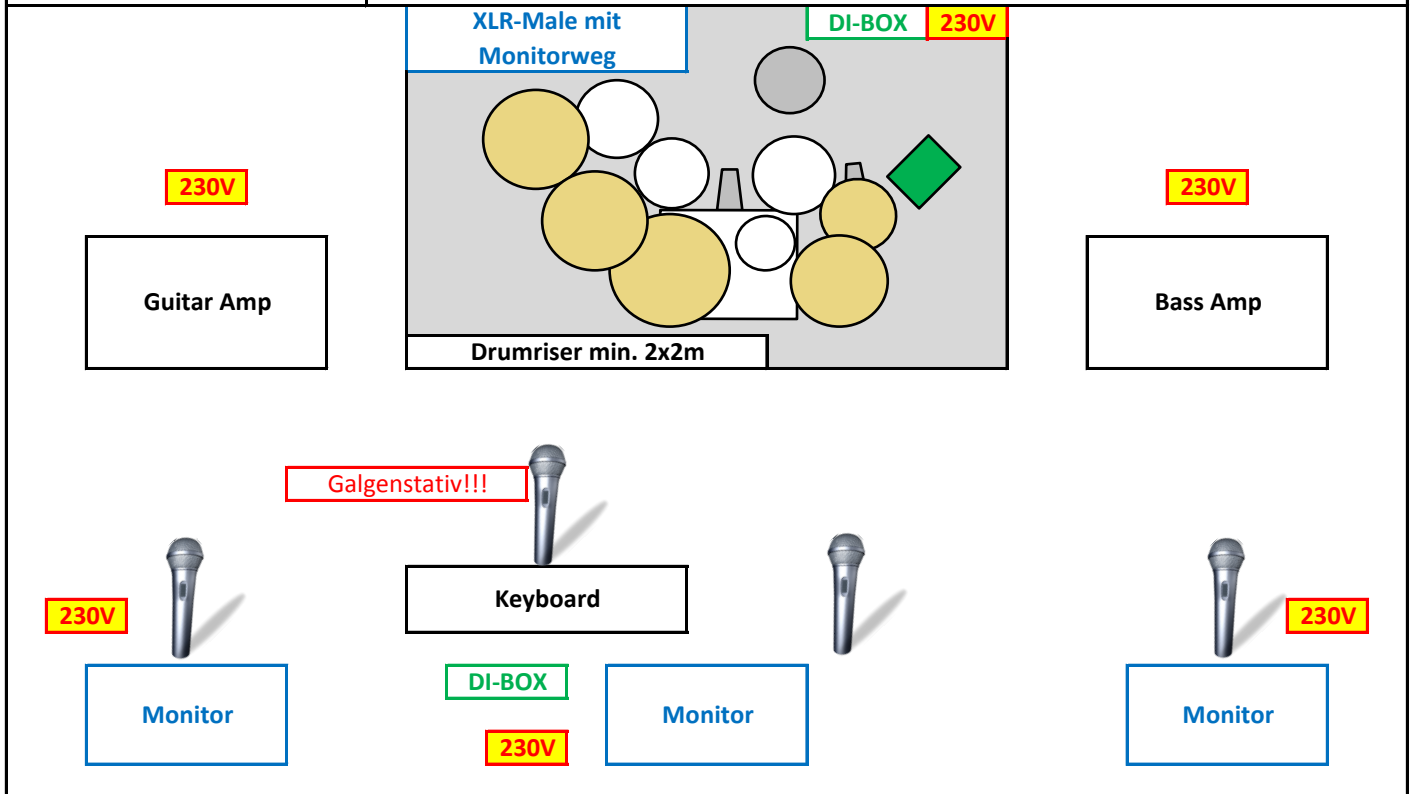 XLR-Male mit
Monitorweg
DI-BOX
230V
230V
230V
Guitar Amp
Bass Amp
Drumriser min. 2x2m
Galgenstativ!!!
Keyboard
230V
230V
DI-BOX
Monitor
Monitor
Monitor
230V